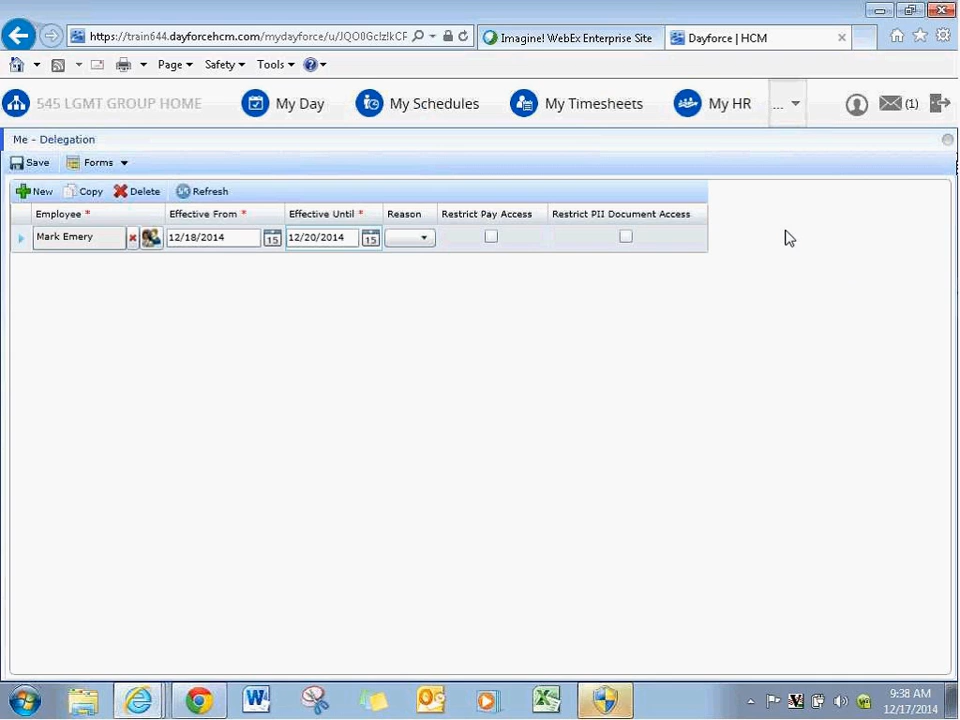 https://train644.dayforcehcm.com/mydayforce/u/
Imagine! WebEx Enterprise Site
Dayforce | HCM
Page Safety Tools
545 LGMT GROUP HOME My Day My Schedules My Timesheets My HR ... (1)
Me - Delegation
Save Forms
New Copy Delete Refresh
Employee * Effective From * Effective Until * Reason Restrict Pay Access Restrict PII Document Access
Mark Emery 12/18/2014 15 12/20/2014 15
9:38 AM
12/17/2014